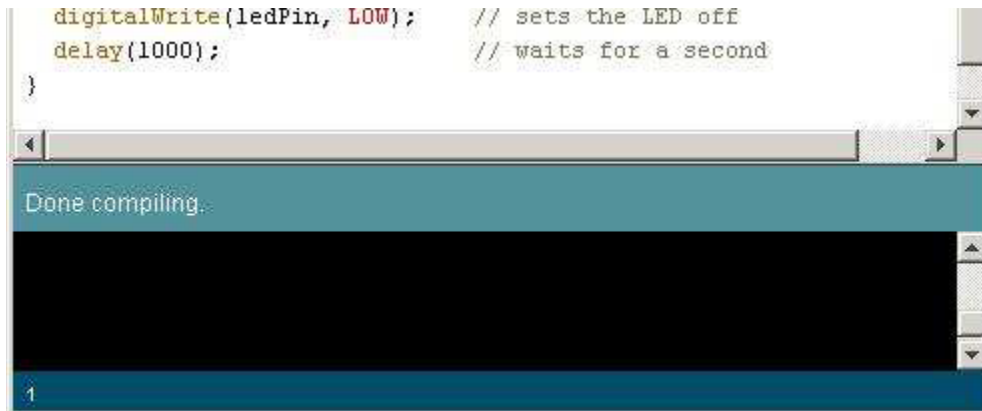 digitalWrite(ledPin, LOW);    // sets the LED off
delay(1000);                  // waits for a second
}
Done compiling.
1